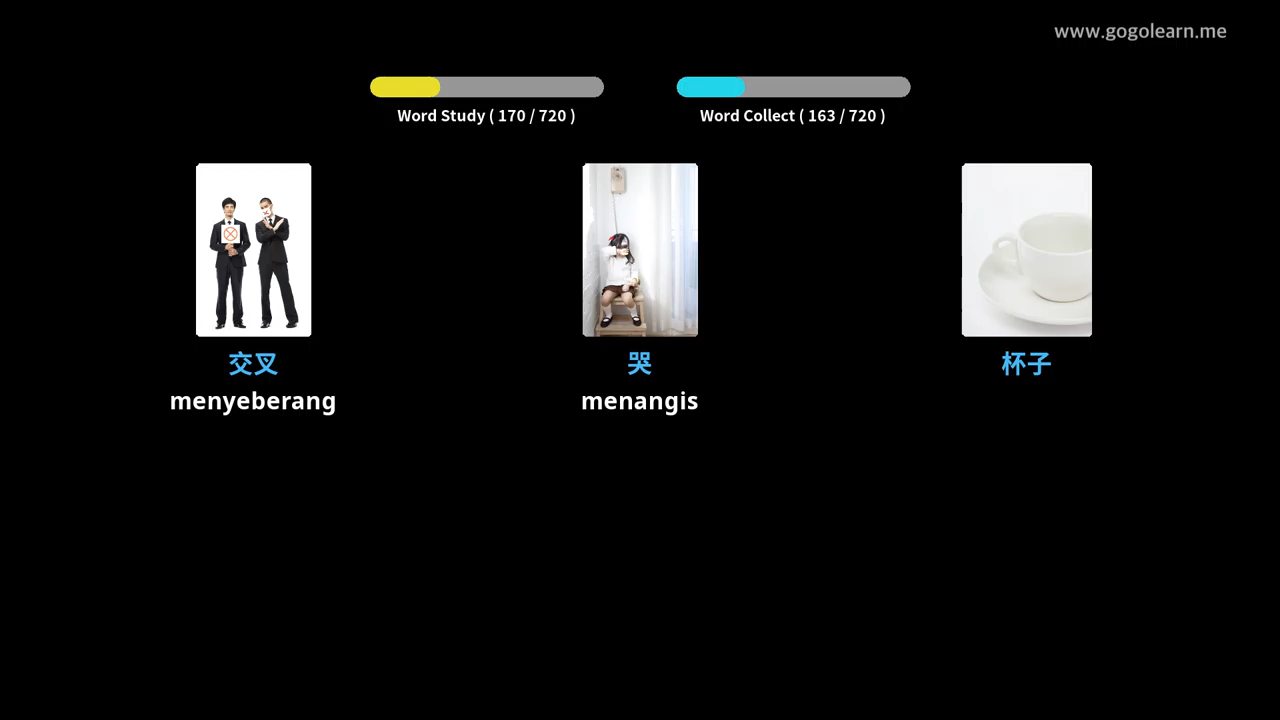 www.gogolearn.me
Word Study ( 170 / 720 )
Word Collect ( 163 / 720 )
交叉
哭
杯子
menyeberang
menangis